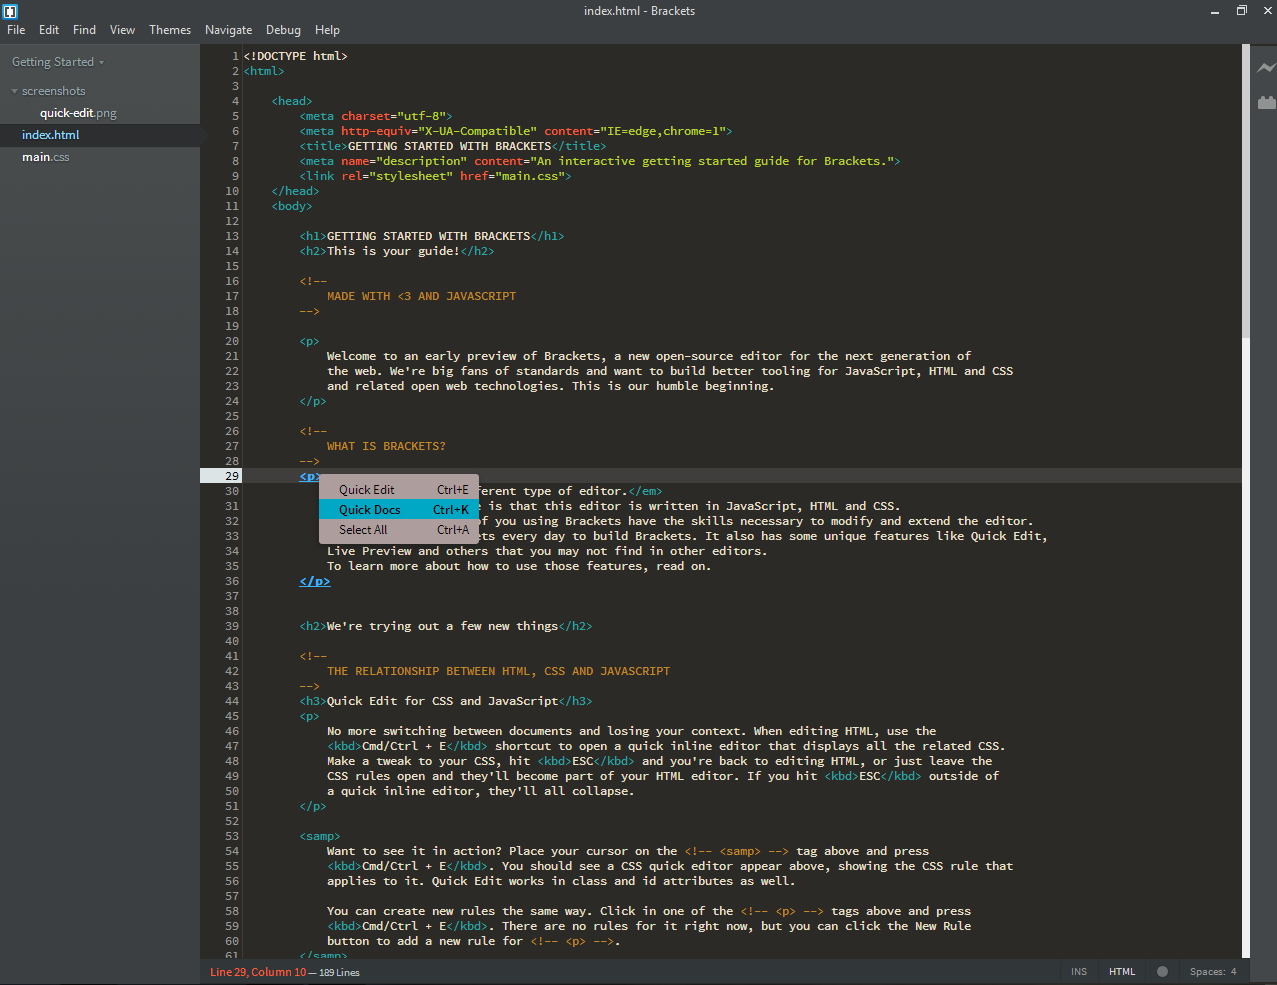 index.html - Brackets
File Edit Find View Themes Navigate Debug Help
Getting Started
screenshots
quick-edit.png
index.html
main.css
1 <!DOCTYPE html>
2 <html>
3
4 <head>
5 <meta charset="utf-8">
6 <meta http-equiv="X-UA-Compatible" content="IE=edge,chrome=1">
7 <title>GETTING STARTED WITH BRACKETS</title>
8 <meta name="description" content="An interactive getting started guide for Brackets.">
9 <link rel="stylesheet" href="main.css">
10 </head>
11 <body>
12
13 <h1>GETTING STARTED WITH BRACKETS</h1>
14 <h2>This is your guide!</h2>
15
16 <!--
17 MADE WITH <3 AND JAVASCRIPT
18 -->
19
20 <p>
21 Welcome to an early preview of Brackets, a new open-source editor for the next generation of
22 the web. We're big fans of standards and want to build better tooling for JavaScript, HTML and CSS
23 and related open web technologies. This is our humble beginning.
24 </p>
25
26 <!--
27 WHAT IS BRACKETS?
28 -->
29 <p>
Quick Edit Ctrl+E
Quick Docs Ctrl+K
Select All Ctrl+A
30 ferent type of editor.</em>
31 e is that this editor is written in JavaScript, HTML and CSS.
32 f you using Brackets have the skills necessary to modify and extend the editor.
33 ets every day to build Brackets. It also has some unique features like Quick Edit,
34 Live Preview and others that you may not find in other editors.
35 To learn more about how to use those features, read on.
36 </p>
37
38
39 <h2>We're trying out a few new things</h2>
40
41 <!--
42 THE RELATIONSHIP BETWEEN HTML, CSS AND JAVASCRIPT
43 -->
44 <h3>Quick Edit for CSS and JavaScript</h3>
45 <p>
46 No more switching between documents and losing your context. When editing HTML, use the
47 <kbd>Cmd/Ctrl + E</kbd> shortcut to open a quick inline editor that displays all the related CSS.
48 Make a tweak to your CSS, hit <kbd>ESC</kbd> and you're back to editing HTML, or just leave the
49 CSS rules open and they'll become part of your HTML editor. If you hit <kbd>ESC</kbd> outside of
50 a quick inline editor, they'll all collapse.
51 </p>
52
53 <samp>
54 Want to see it in action? Place your cursor on the <!-- <samp> --> tag above and press
55 <kbd>Cmd/Ctrl + E</kbd>. You should see a CSS quick editor appear above, showing the CSS rule that
56 applies to it. Quick Edit works in class and id attributes as well.
57
58 You can create new rules the same way. Click in one of the <!-- <p> --> tags above and press
59 <kbd>Cmd/Ctrl + E</kbd>. There are no rules for it right now, but you can click the New Rule
60 button to add a new rule for <!-- <p> -->.
61 </samp>
Line 29, Column 10 — 189 Lines
INS HTML Spaces: 4